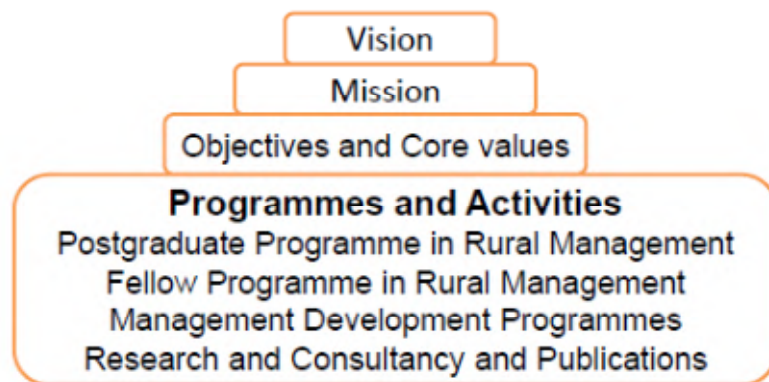 Vision
Mission
Objectives and Core values
Programmes and Activities
Postgraduate Programme in Rural Management
Fellow Programme in Rural Management
Management Development Programmes
Research and Consultancy and Publications